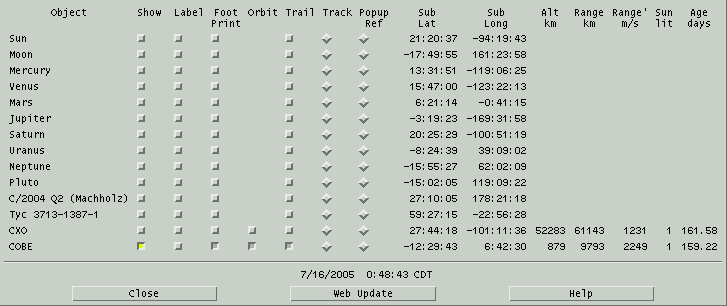 Object Show Label Foot Print Orbit Trail Track Popup Ref Sub Lat Sub Long Alt km Range km Range' m/s Sun lit Age days
Sun 21:20:37 -94:19:43
Moon -17:49:55 161:23:58
Mercury 13:31:51 -119:06:25
Venus 15:47:00 -123:22:13
Mars 6:21:14 -0:41:15
Jupiter -3:19:23 -169:31:58
Saturn 20:25:29 -100:51:19
Uranus -8:24:39 39:09:02
Neptune -15:55:27 62:02:09
Pluto -15:02:05 119:09:22
C/2004 Q2 (Machholz) 27:10:05 178:21:18
Tyc 3713-1387-1 59:27:15 -22:56:28
CXO 27:44:18 -101:11:36 52283 61143 1231 1 161.58
COBE -12:29:43 6:42:30 879 9793 2249 1 159.22
7/16/2005 0:48:43 CDT
Close Web Update Help